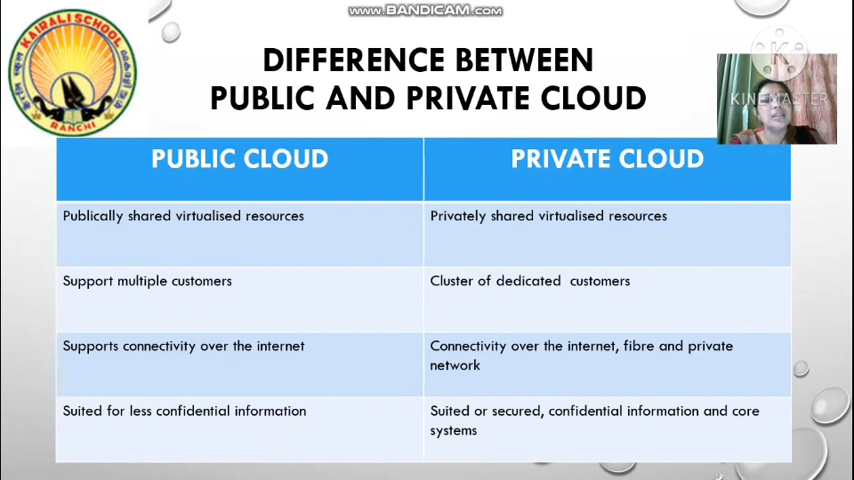 www.BANDICAM.com
KAIRALI SCHOOL
RANCHI
DIFFERENCE BETWEEN
PUBLIC AND PRIVATE CLOUD
K
KINEMASTER
PUBLIC CLOUD
PRIVATE CLOUD
Publically shared virtualised resources
Privately shared virtualised resources
Support multiple customers
Cluster of dedicated customers
Supports connectivity over the internet
Connectivity over the internet, fibre and private
network
Suited for less confidential information
Suited or secured, confidential information and core
systems